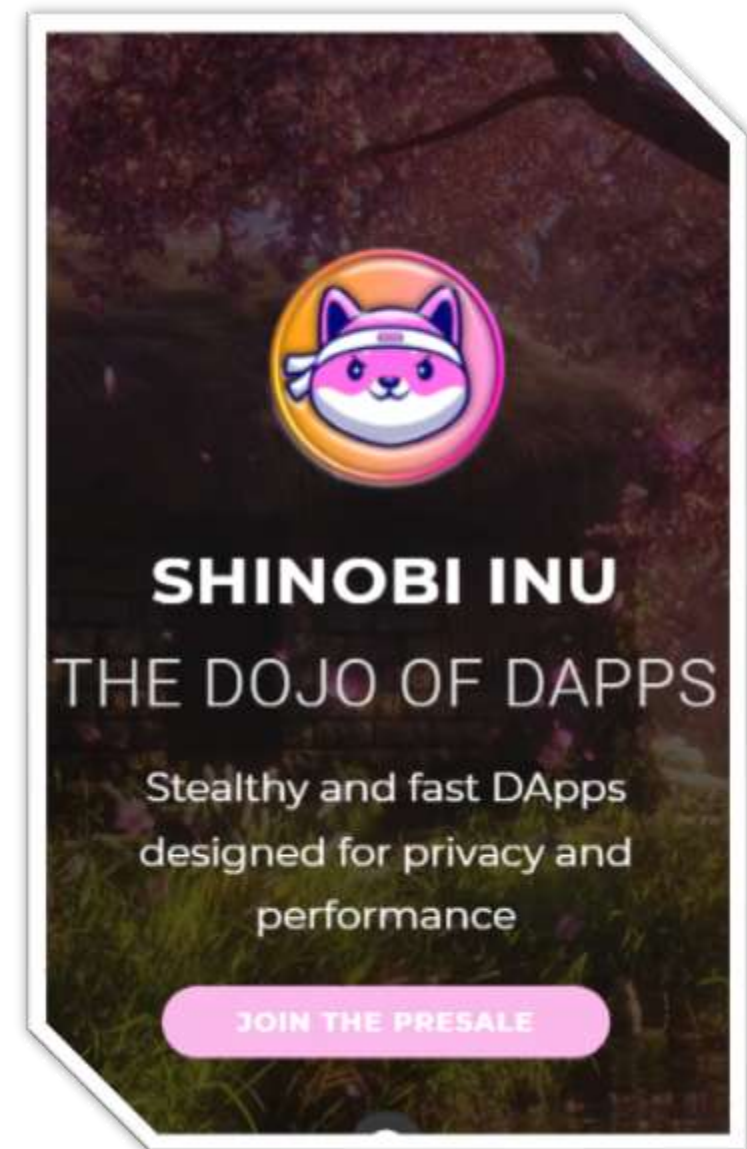 SHINOBI INU
THE DOJO OF DAPPS
Stealthy and fast DApps
designed for privacy and
performance
JOIN THE PRESALE